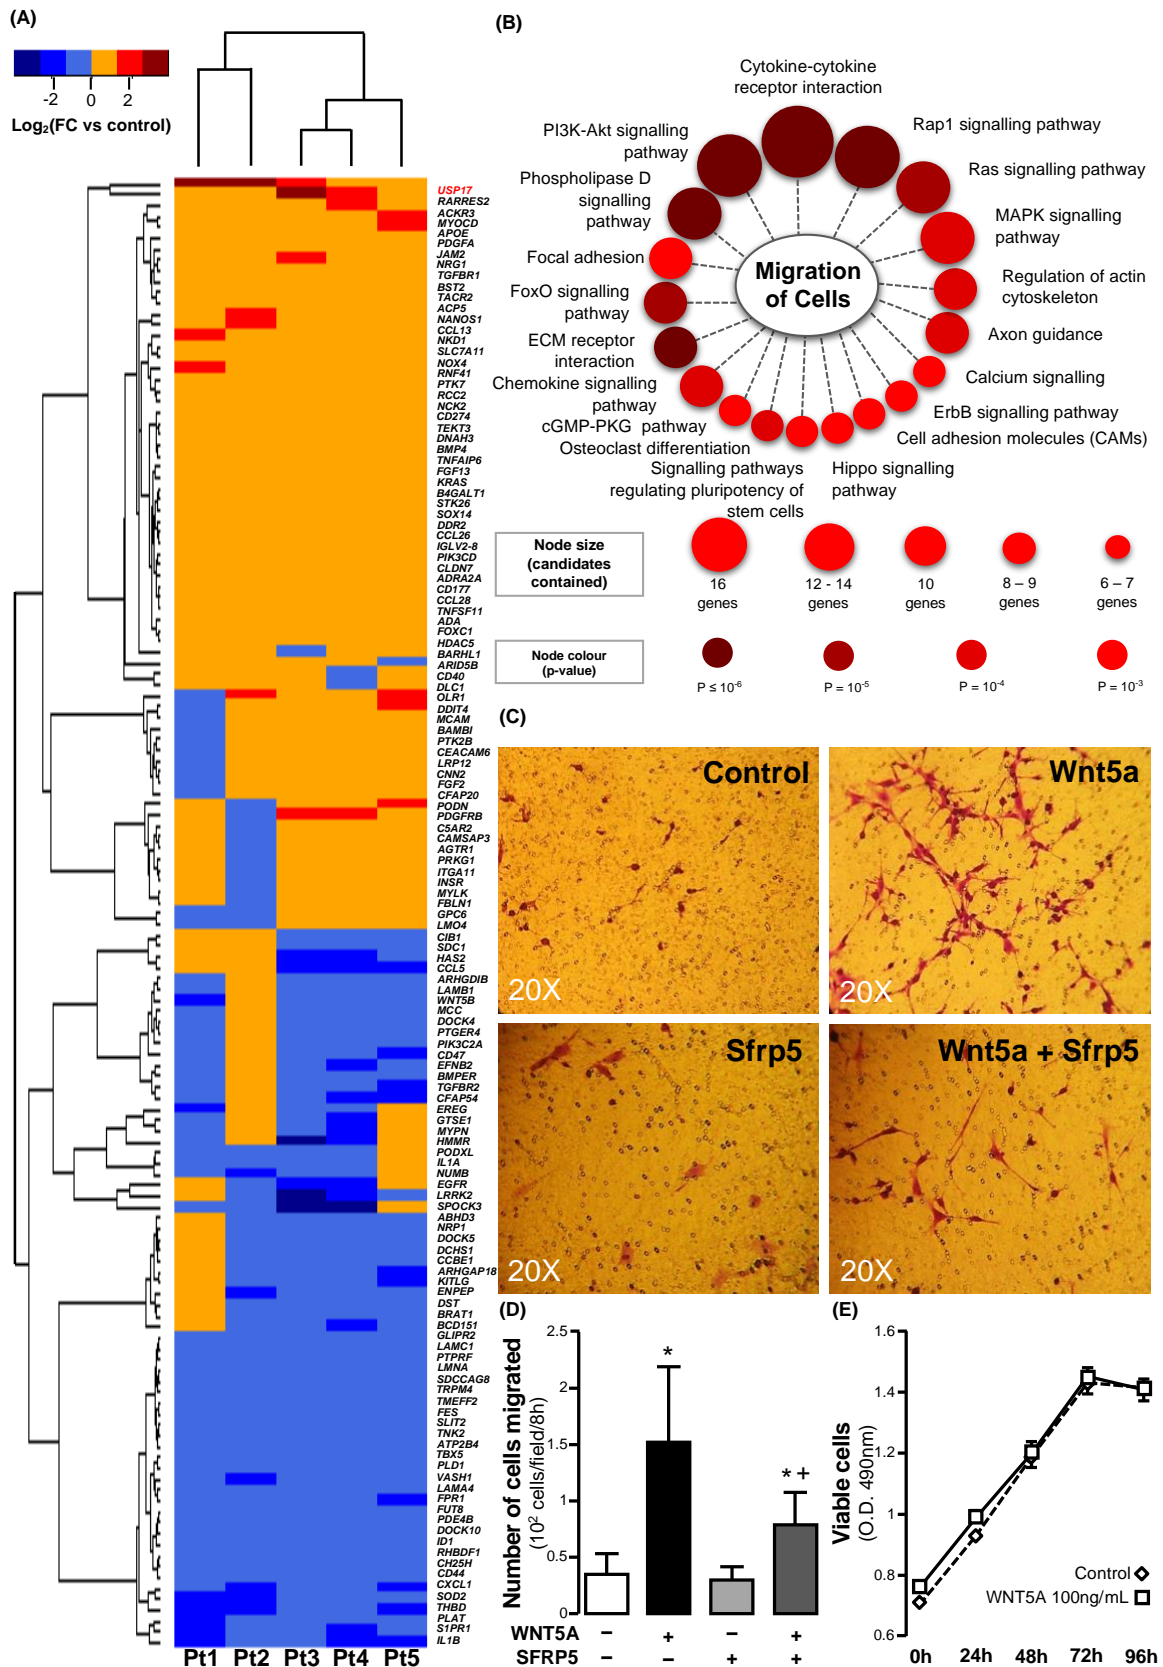 (A)
-2 0 2
Log2(FC vs control)
USP17
RARRES2
ACKR3
MYOCD
APOE
PDGFA
JAM2
NRG1
TGFBR1
BST2
TACR2
ACP5
NANOS1
CCL13
NKD1
SLC7A11
NOX4
RNF41
PTK7
RCC2
NCK2
CD274
TEKT3
DNAH3
BMP4
TNFAIP6
FGF13
KRAS
B4GALT1
STK26
SOX14
DDR2
CCL26
IGLV2-8
PIK3CD
CLDN7
ADRA2A
CD177
CCL28
TNFSF11
ADA
FOXC1
HDAC5
BARHL1
ARID5B
CD40
DLC1
OLR1
DDIT4
MCAM
BAMBI
PTK2B
CEACAM6
LRP12
CNN2
FGF2
CFAP20
PODN
PDGFRB
C5AR2
CAMSAP3
AGTR1
PRKG1
ITGA11
INSR
MYLK
FBLN1
GPC6
LMO4
CIB1
SDC1
HAS2
CCL5
ARHGDIB
LAMB1
WNT5B
MCC
DOCK4
PTGER4
PIK3C2A
CD47
EFNB2
BMPER
TGFBR2
CFAP54
EREG
GTSE1
MYPN
HMMR
PODXL
IL1A
NUMB
EGFR
LRRK2
SPOCK3
ABHD3
NRP1
DOCK5
DCHS1
CCBE1
ARHGAP18
KITLG
ENPEP
DST
BRAT1
BCD151
GLIPR2
LAMC1
PTPRF
LMNA
SDCCAG8
TRPM4
TMEFF2
FES
SLIT2
TNK2
ATP2B4
TBX5
PLD1
VASH1
LAMA4
FPR1
FUT8
PDE4B
DOCK10
ID1
RHBDF1
CH25H
CD44
CXCL1
SOD2
THBD
PLAT
S1PR1
IL1B
Pt1 Pt2 Pt3 Pt4 Pt5
(B)
Cytokine-cytokine
receptor interaction
Rap1 signalling pathway
Ras signalling pathway
MAPK signalling
pathway
Regulation of actin
cytoskeleton
Axon guidance
Calcium signalling
ErbB signalling pathway
Cell adhesion molecules (CAMs)
Hippo signalling
pathway
Signalling pathways
regulating pluripotency of
stem cells
Osteoclast differentiation
cGMP-PKG pathway
Chemokine signalling
pathway
ECM receptor
interaction
FoxO signalling
pathway
Focal adhesion
Phospholipase D
signalling
pathway
PI3K-Akt signalling
pathway
Migration
of Cells
Node size
(candidates
contained)
16
genes
12 - 14
genes
10
genes
8 – 9
genes
6 – 7
genes
Node colour
(p-value)
P ≤ 10-6
P = 10-5
P = 10-4
P = 10-3
(C)
Control
20X
Wnt5a
20X
Sfrp5
20X
Wnt5a + Sfrp5
20X
(D)
Number of cells migrated
(102 cells/field/8h)
2.5
2
1.5
1
0.5
0
*
* +
WNT5A – + – +
SFRP5 – – + +
(E)
Viable cells
(O.D. 490nm)
1.6
1.4
1.2
1
0.8
0.6
Control
WNT5A 100ng/mL
0h 24h 48h 72h 96h